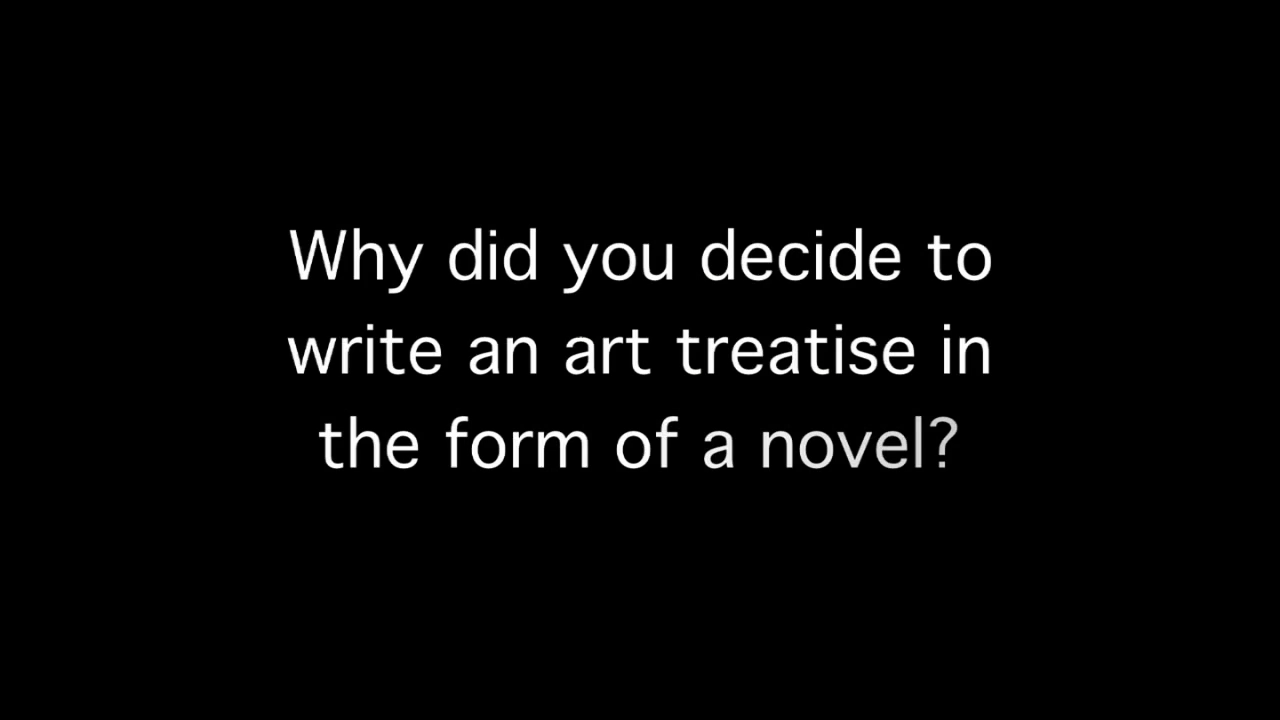 Why did you decide to
write an art treatise in
the form of a novel?